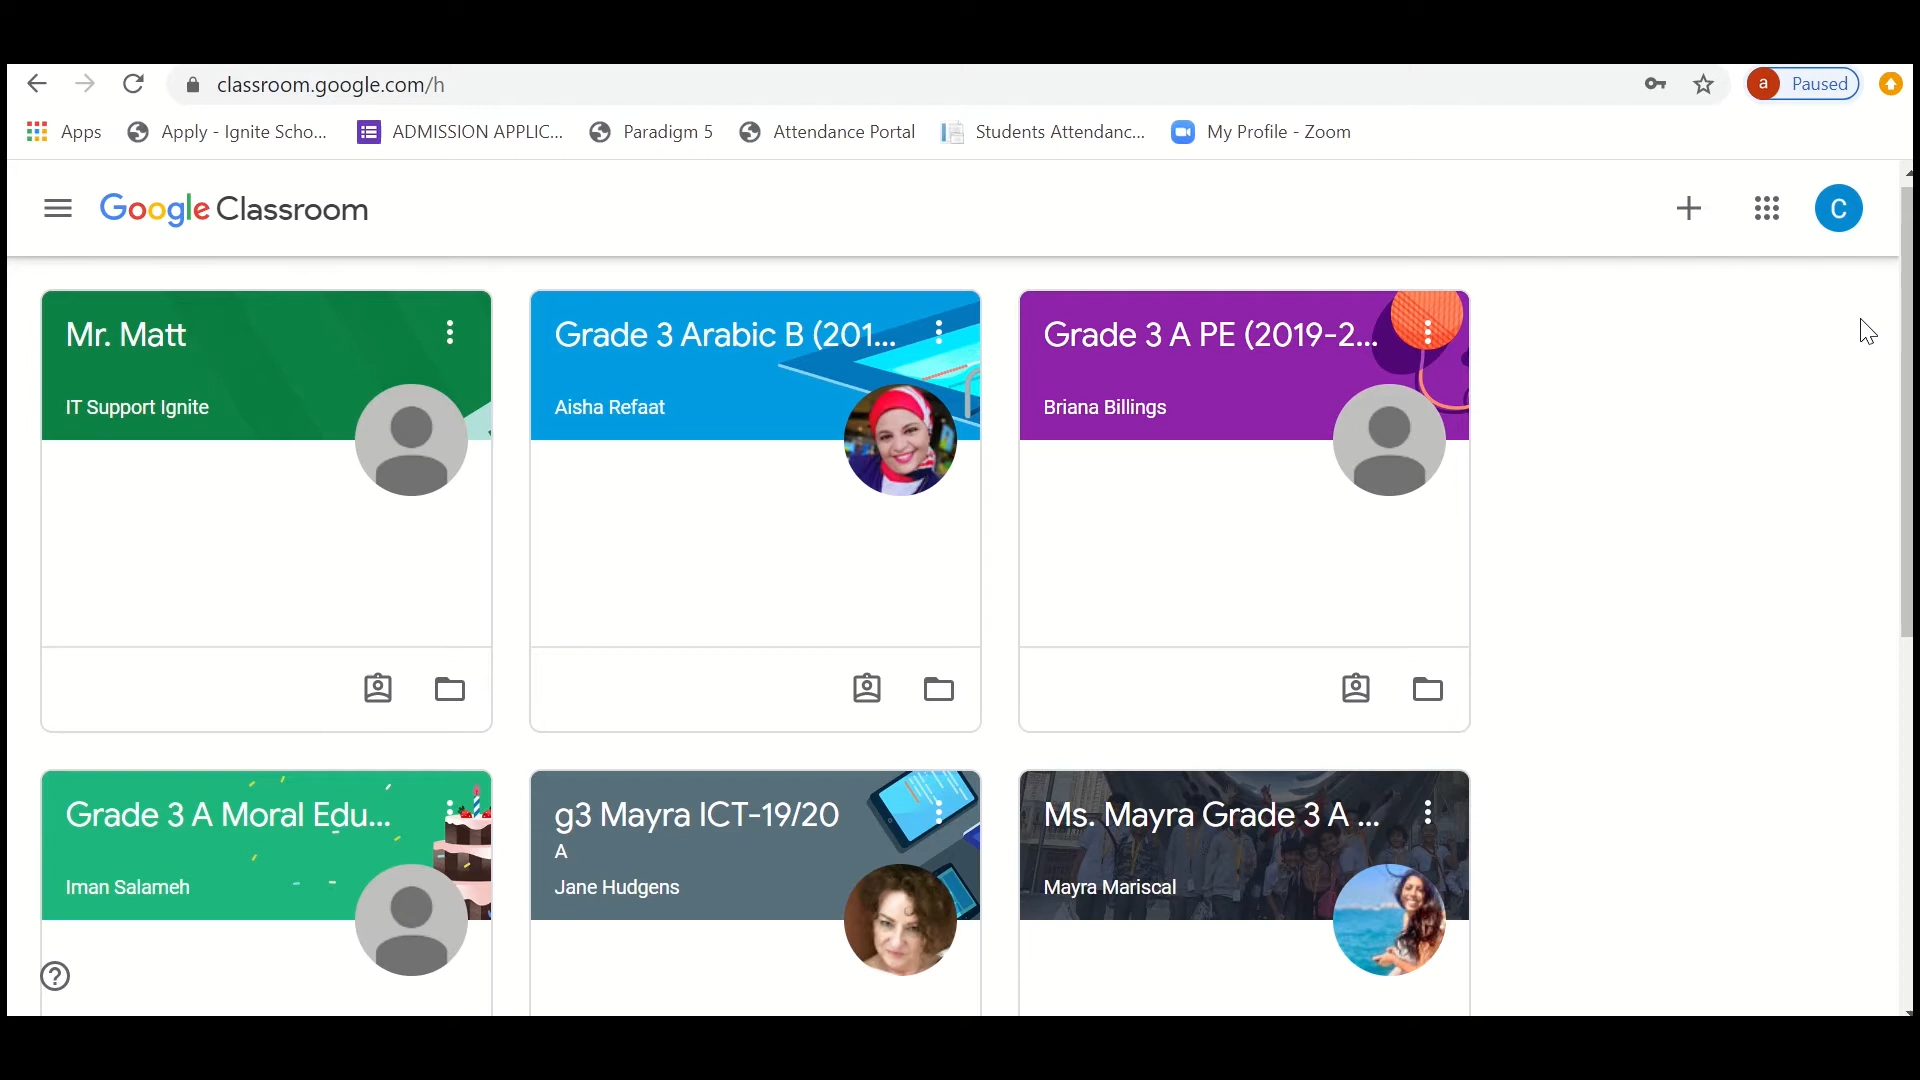 classroom.google.com/h
a Paused
Apps Apply - Ignite Scho... ADMISSION APPLIC... Paradigm 5 Attendance Portal Students Attendanc... My Profile - Zoom
Google Classroom
C
Mr. Matt
IT Support Ignite
Grade 3 Arabic B (201...
Aisha Refaat
Grade 3 A PE (2019-2...
Briana Billings
Grade 3 A Moral Edu...
Iman Salameh
g3 Mayra ICT-19/20
A
Jane Hudgens
Ms. Mayra Grade 3 A ...
Mayra Mariscal